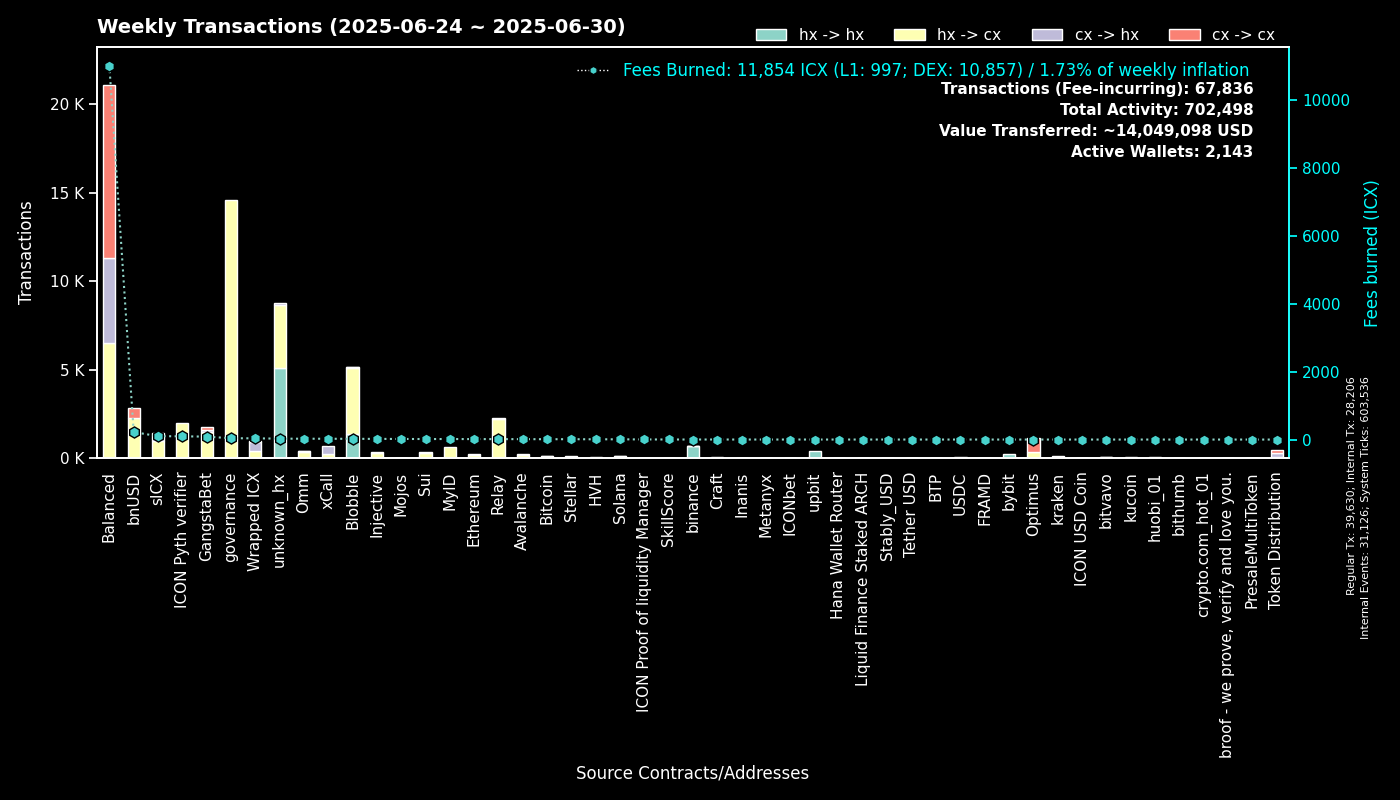 Weekly Transactions (2025-06-24 ~ 2025-06-30)
hx -> hx
hx -> cx
cx -> hx
cx -> cx
Fees Burned: 11,854 ICX (L1: 997; DEX: 10,857) / 1.73% of weekly inflation
Transactions (Fee-incurring): 67,836
Total Activity: 702,498
Value Transferred: ~14,049,098 USD
Active Wallets: 2,143
Transactions
20 K
15 K
10 K
5 K
0 K
10000
8000
6000
4000
2000
0
Fees burned (ICX)
Regular Tx: 39,630; Internal Tx: 28,206
Internal Events: 31,126; System Ticks: 603,536
Balanced
bnUSD
sICX
ICON Pyth verifier
GangstaBet
governance
Wrapped ICX
unknown_hx
Omm
xCall
Blobble
Injective
Mojos
Sui
MyID
Ethereum
Relay
Avalanche
Bitcoin
Stellar
HVH
Solana
ICON Proof of liquidity Manager
SkillScore
binance
Craft
Inanis
Metanyx
ICONbet
upbit
Hana Wallet Router
Liquid Finance Staked ARCH
Stably_USD
Tether USD
BTP
USDC
FRAMD
bybit
Optimus
kraken
ICON USD Coin
bitvavo
kucoin
huobi_01
bithumb
crypto.com_hot_01
broof - we prove, verify and love you.
PresaleMultiToken
Token Distribution
Source Contracts/Addresses